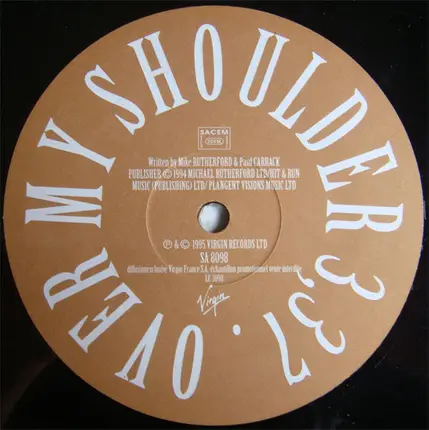 OVER MY SHOULDER 3,37.
SACEM
Written by Mike RUTHERFORD & Paul CARRACK
PUBLISHER © 1994 MICHAEL RUTHERFORD LTD/HIT & RUN
MUSIC (PUBLISHING) LTD/ PLANGENT VISIONS MUSIC LTD
℗ & © 1995 VIRGIN RECORDS LTD
SA 8098
diffusion exclusive Virgin France S.A. échantillon promotionnel vente interdite
Virgin